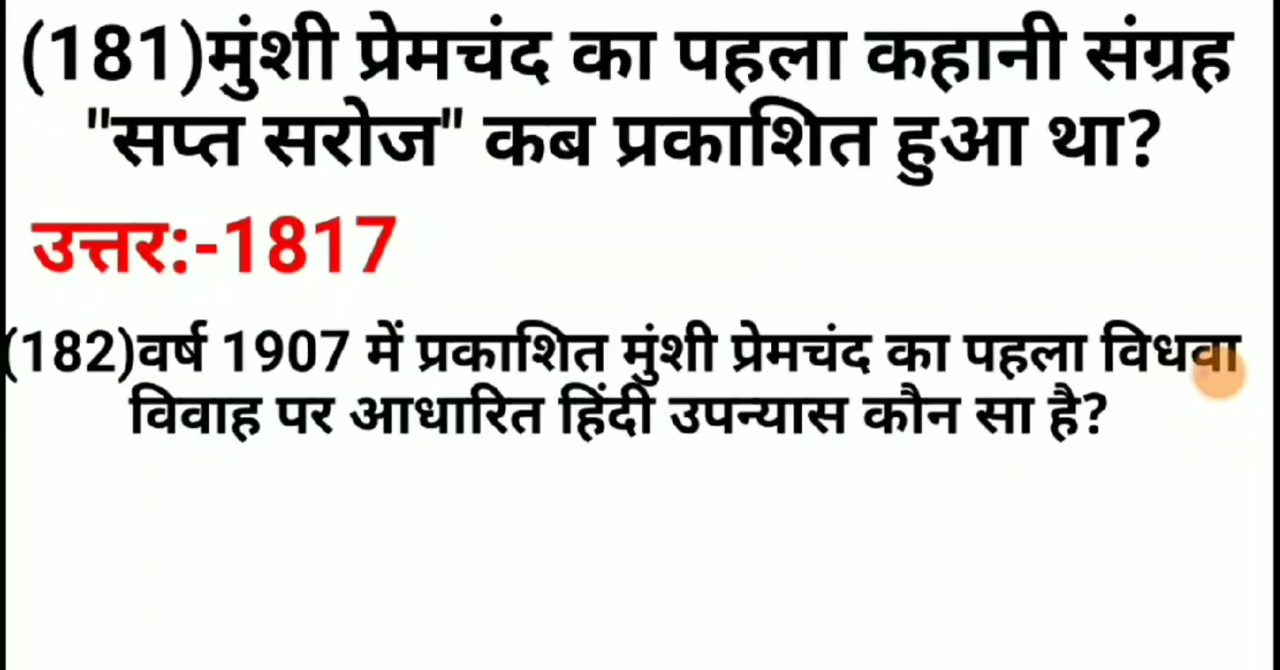 (181)मुंशी प्रेमचंद का पहला कहानी संग्रह
"सप्त सरोज" कब प्रकाशित हुआ था?
उत्तर:-1817
(182)वर्ष 1907 में प्रकाशित मुंशी प्रेमचंद का पहला विधवा
विवाह पर आधारित हिंदी उपन्यास कौन सा है?